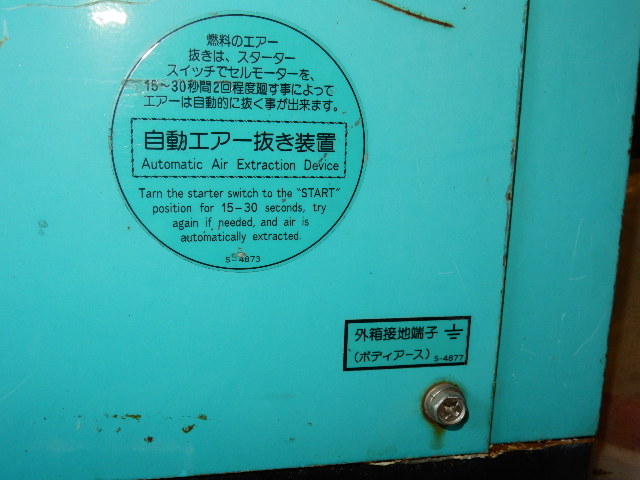 燃料のエアー
抜きは、スターター
スイッチでセルモーターを、
15～30秒間2回程度廻す事によって
エアーは自動的に抜く事が出来ます。
自動エアー抜き装置
Automatic Air Extraction Device
Tarn the starter switch to the "START"
position for 15-30 seconds, try
again if needed, and air is
automatically extracted.
S-4873
外箱接地端子
(ボディアース) S-4877